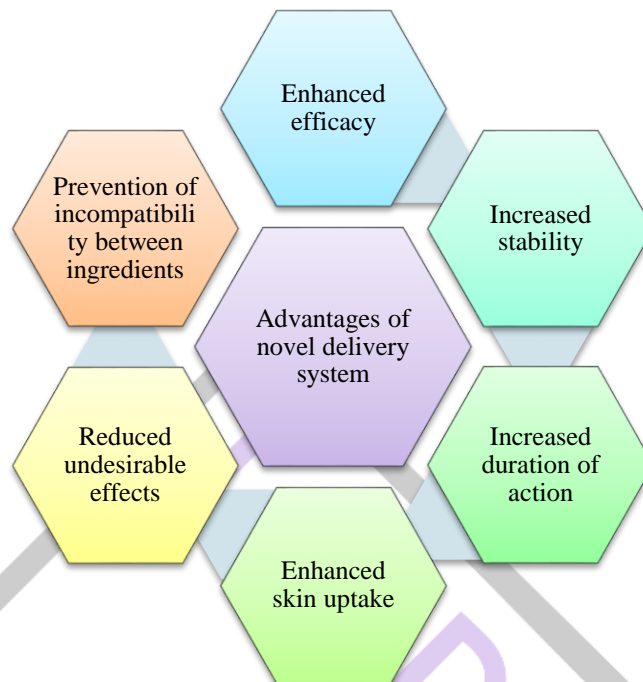 Enhanced
efficacy
Increased
stability
Increased
duration of
action
Enhanced
skin uptake
Reduced
undesirable
effects
Prevention of
incompatibili
ty between
ingredients
Advantages of
novel delivery
system